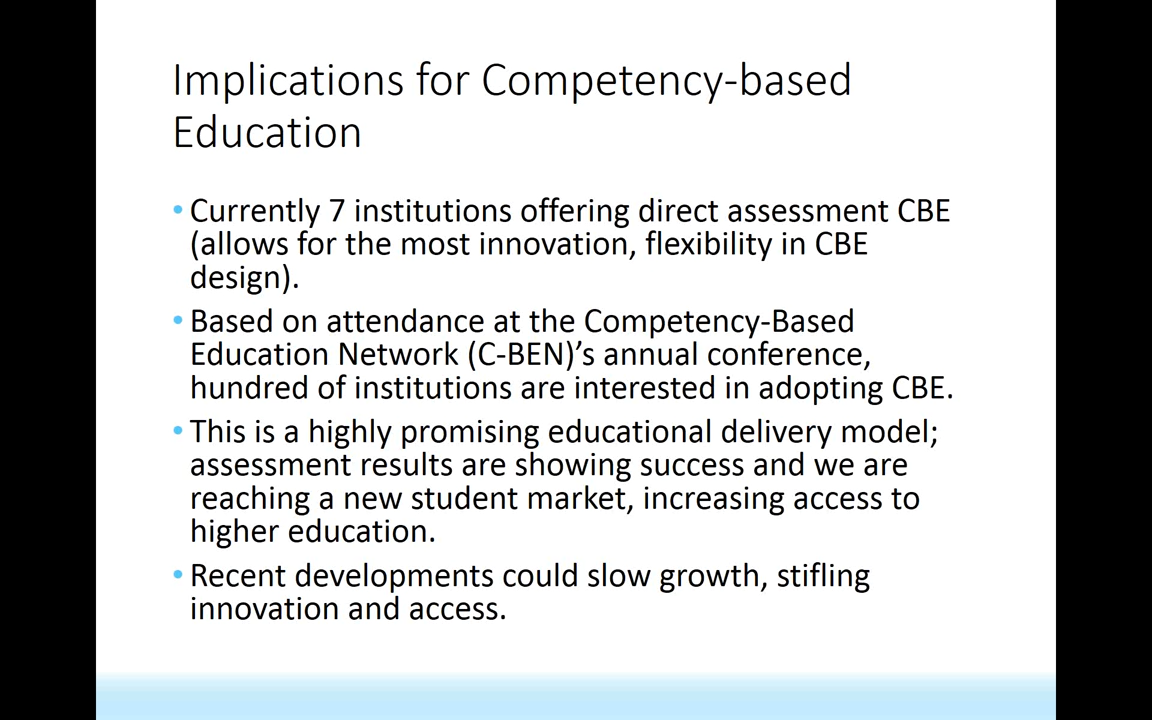 Implications for Competency-based
Education
• Currently 7 institutions offering direct assessment CBE
(allows for the most innovation, flexibility in CBE
design).
• Based on attendance at the Competency-Based
Education Network (C-BEN)’s annual conference,
hundred of institutions are interested in adopting CBE.
• This is a highly promising educational delivery model;
assessment results are showing success and we are
reaching a new student market, increasing access to
higher education.
• Recent developments could slow growth, stifling
innovation and access.